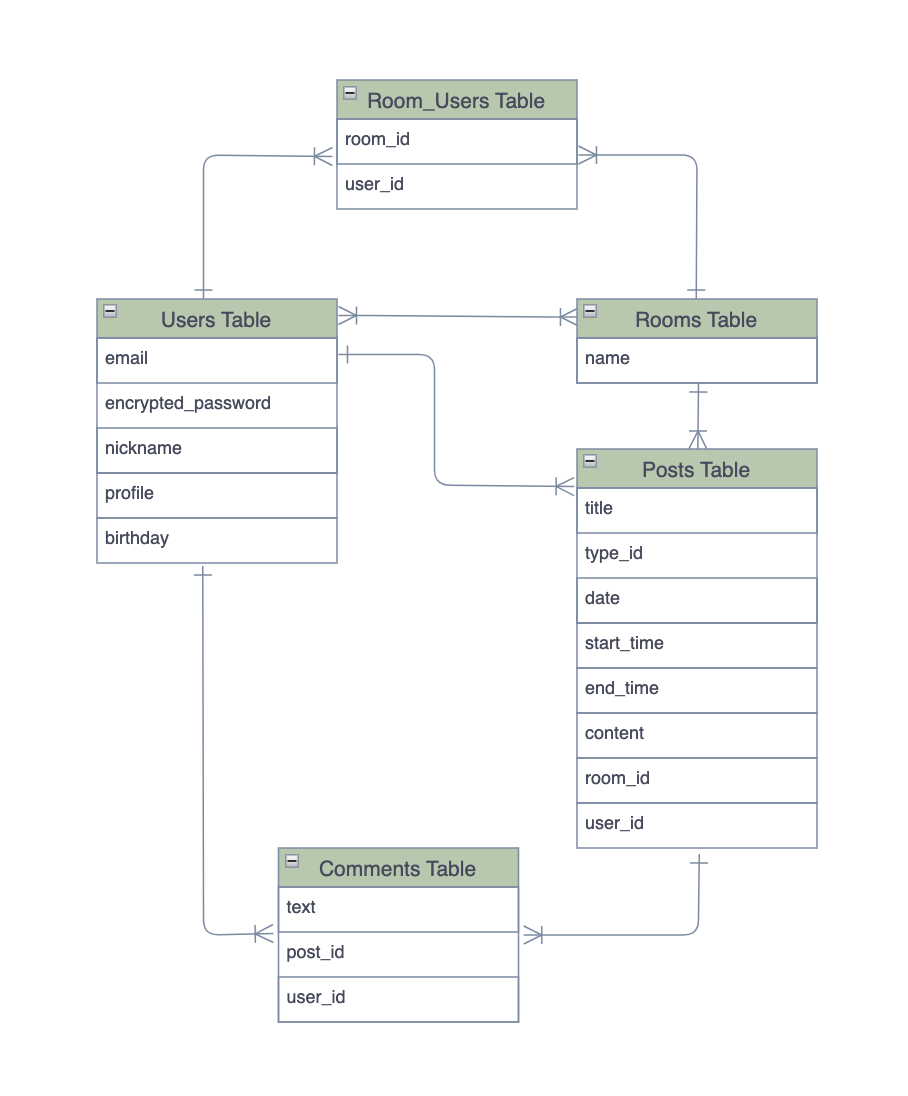 Room_Users Table
room_id
user_id
Users Table
email
encrypted_password
nickname
profile
birthday
Rooms Table
name
Posts Table
title
type_id
date
start_time
end_time
content
room_id
user_id
Comments Table
text
post_id
user_id